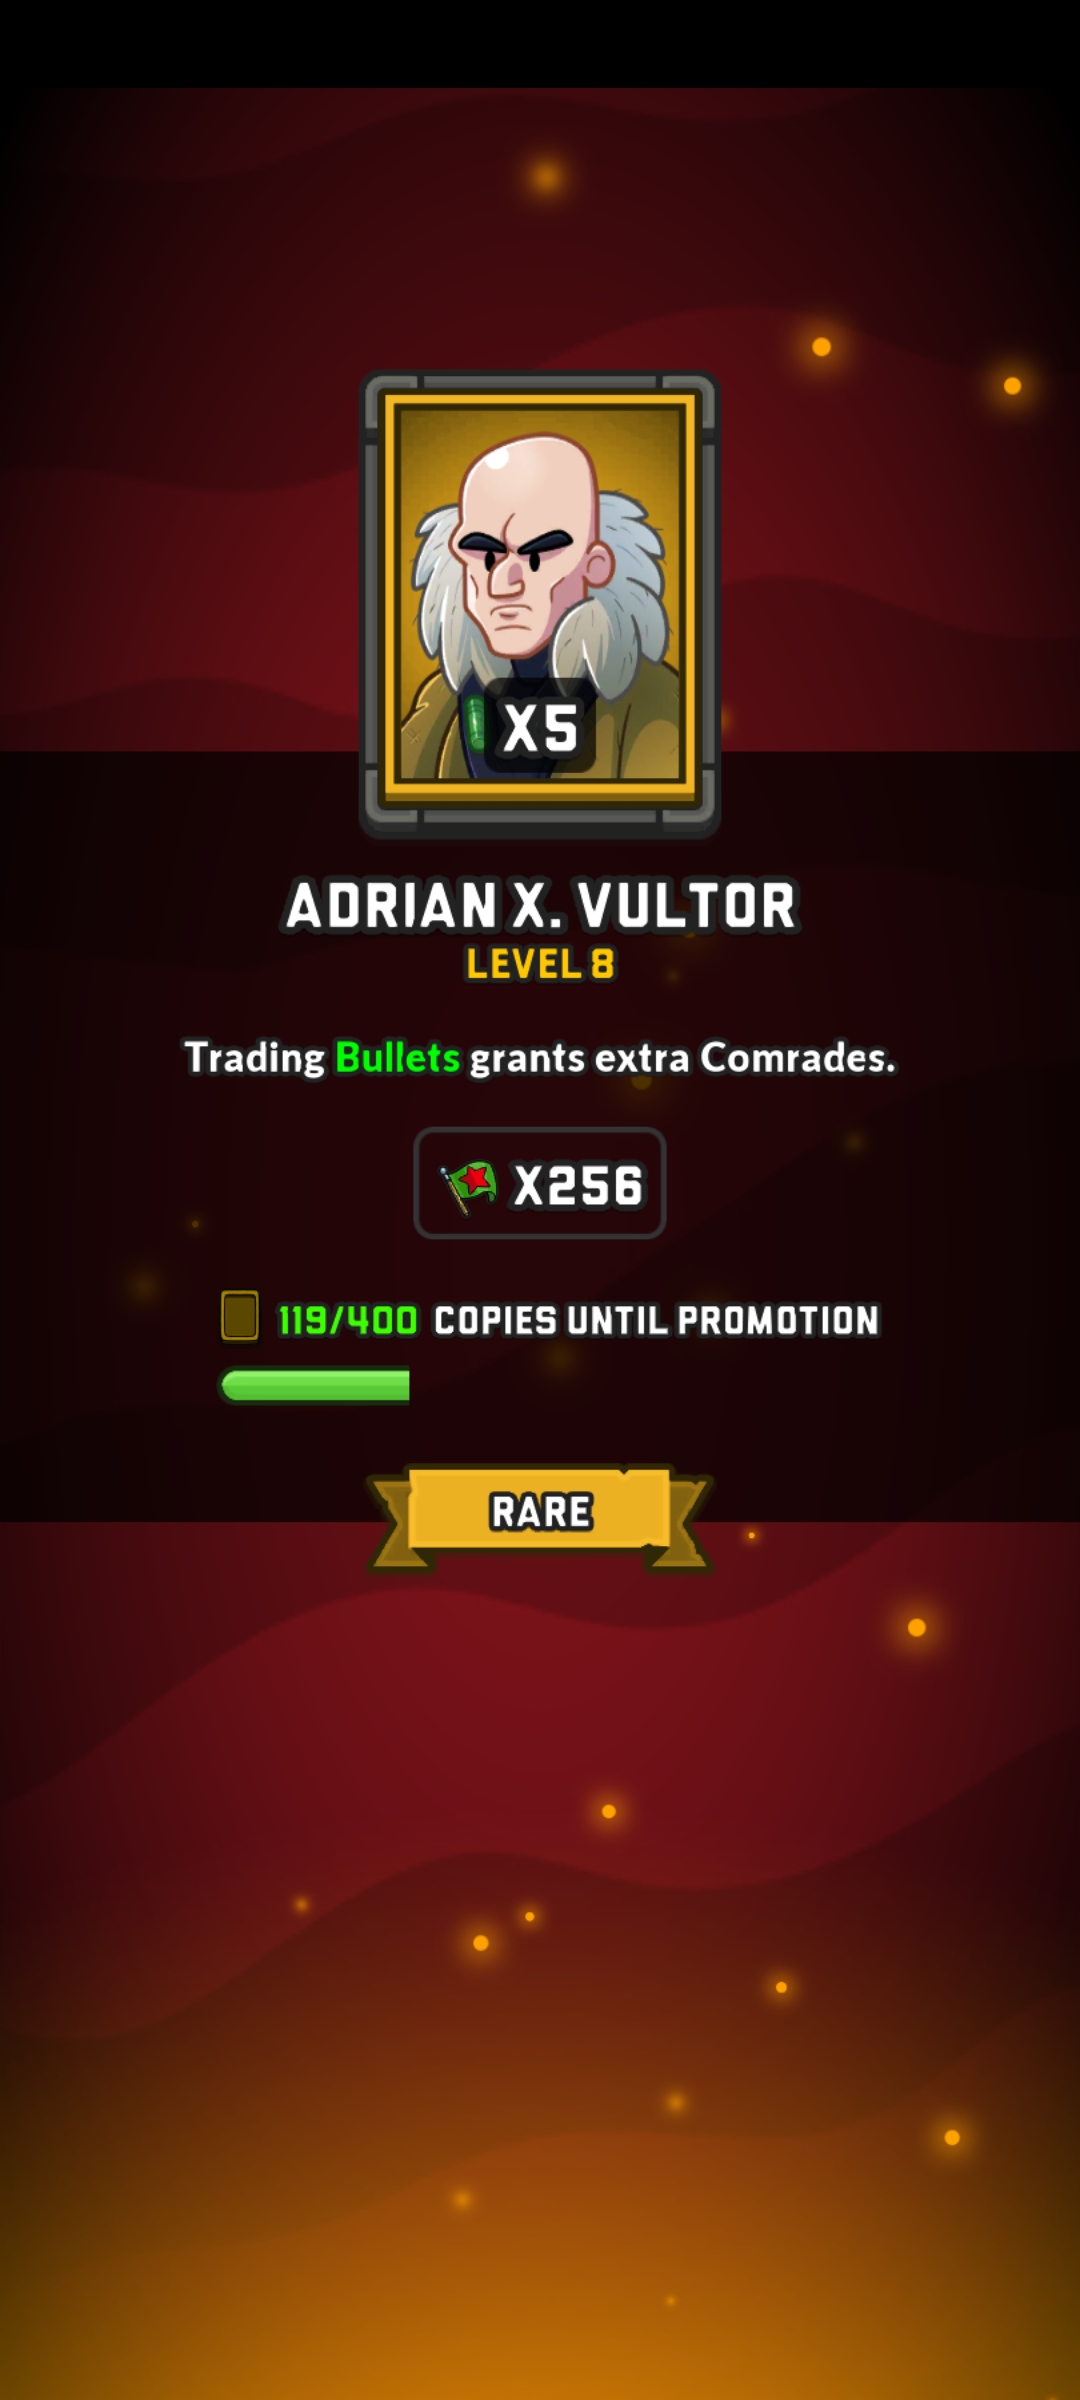 X5
ADRIAN X. VULTOR
LEVEL 8
Trading Bullets grants extra Comrades.
X256
119/400 COPIES UNTIL PROMOTION
RARE